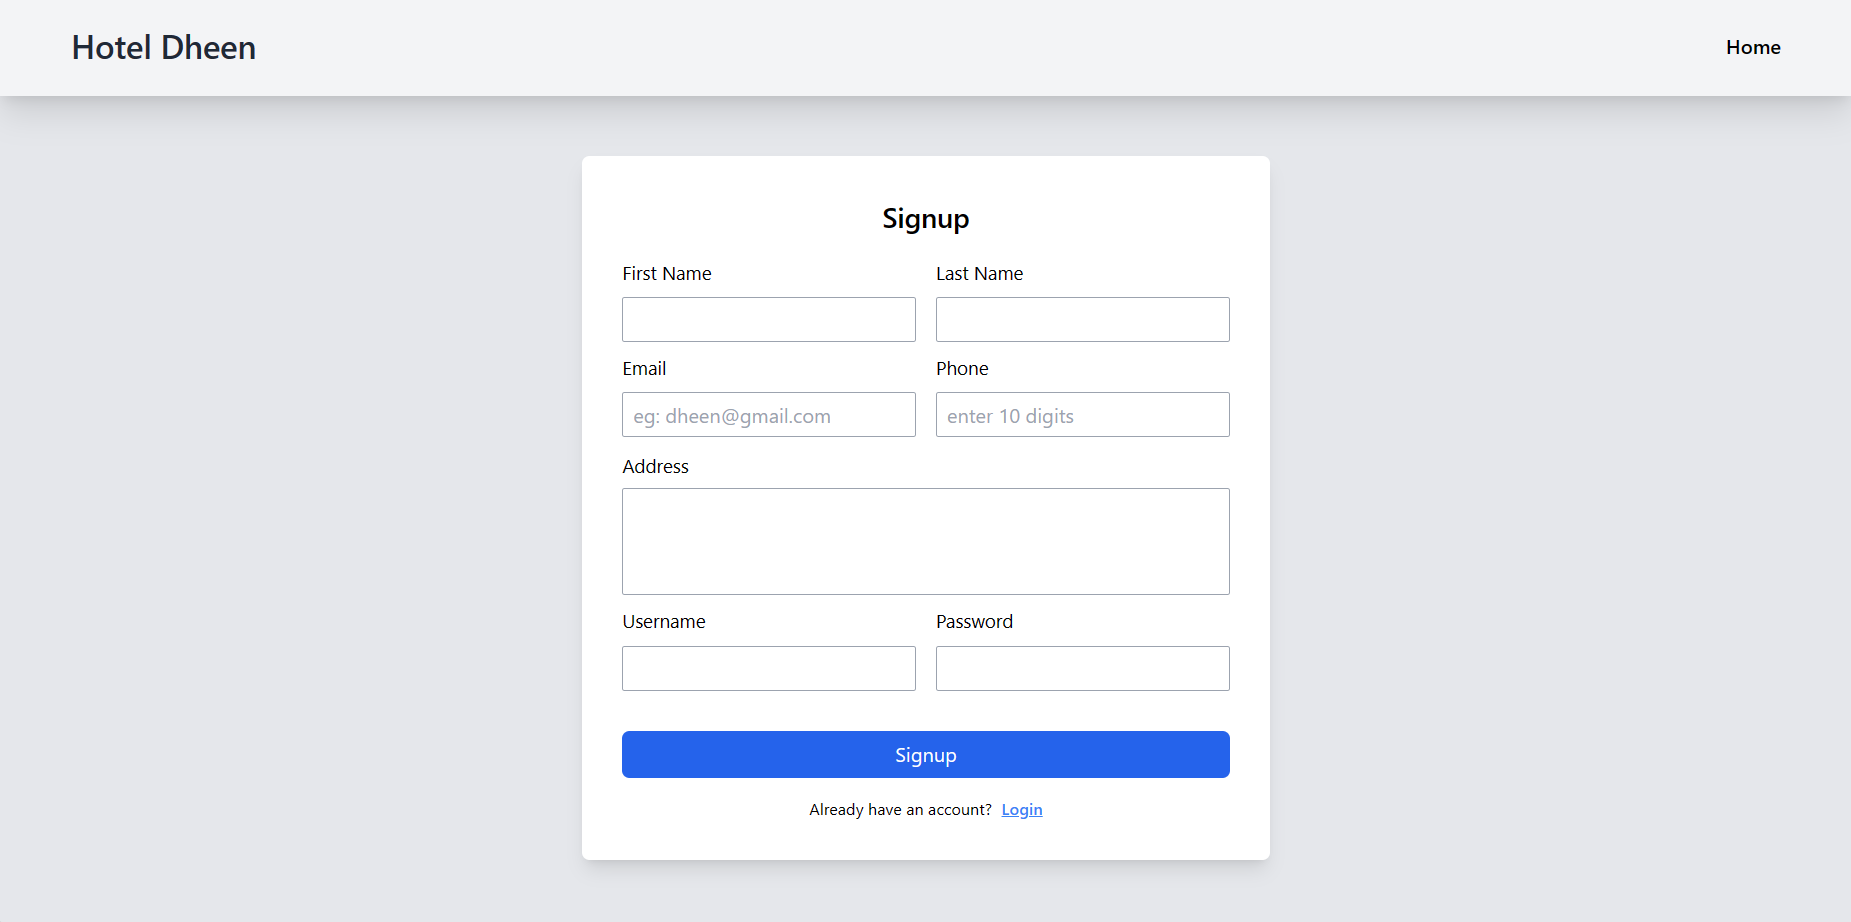 Hotel Dheen Home
Signup
First Name Last Name
Email Phone
eg: dheen@gmail.com enter 10 digits
Address
Username Password
Signup
Already have an account? Login